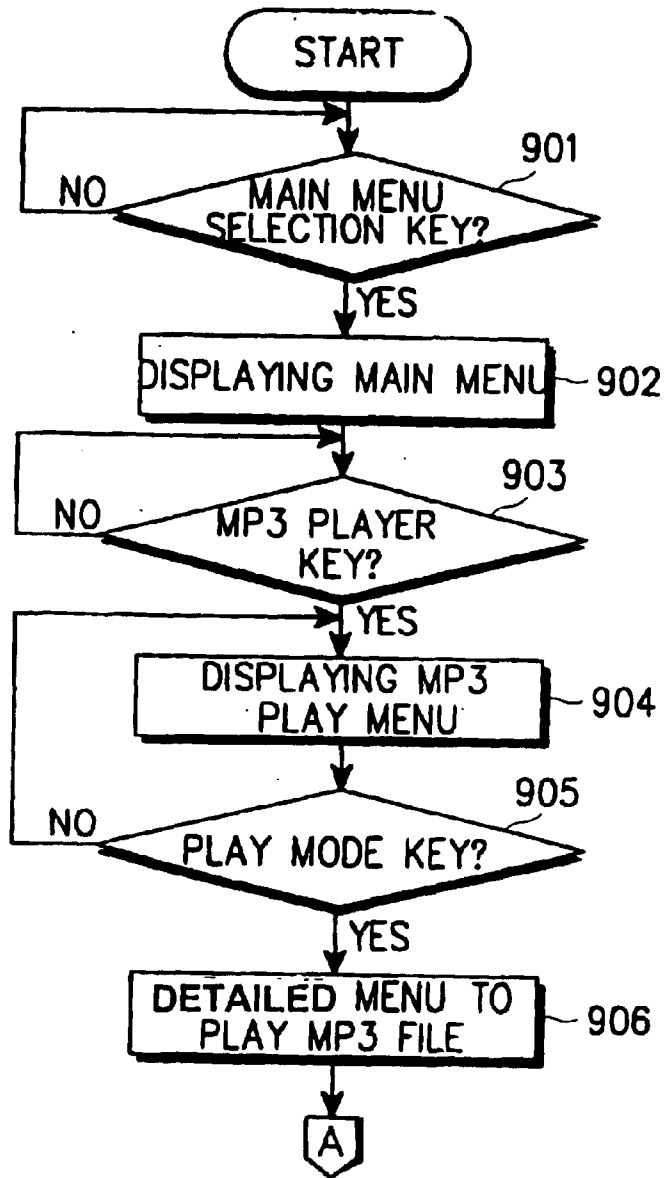 START
901
MAIN MENU
SELECTION KEY?
NO
YES
DISPLAYING MAIN MENU
902
903
MP3 PLAYER
KEY?
NO
YES
DISPLAYING MP3
PLAY MENU
904
905
PLAY MODE KEY?
NO
YES
DETAILED MENU TO
PLAY MP3 FILE
906
A